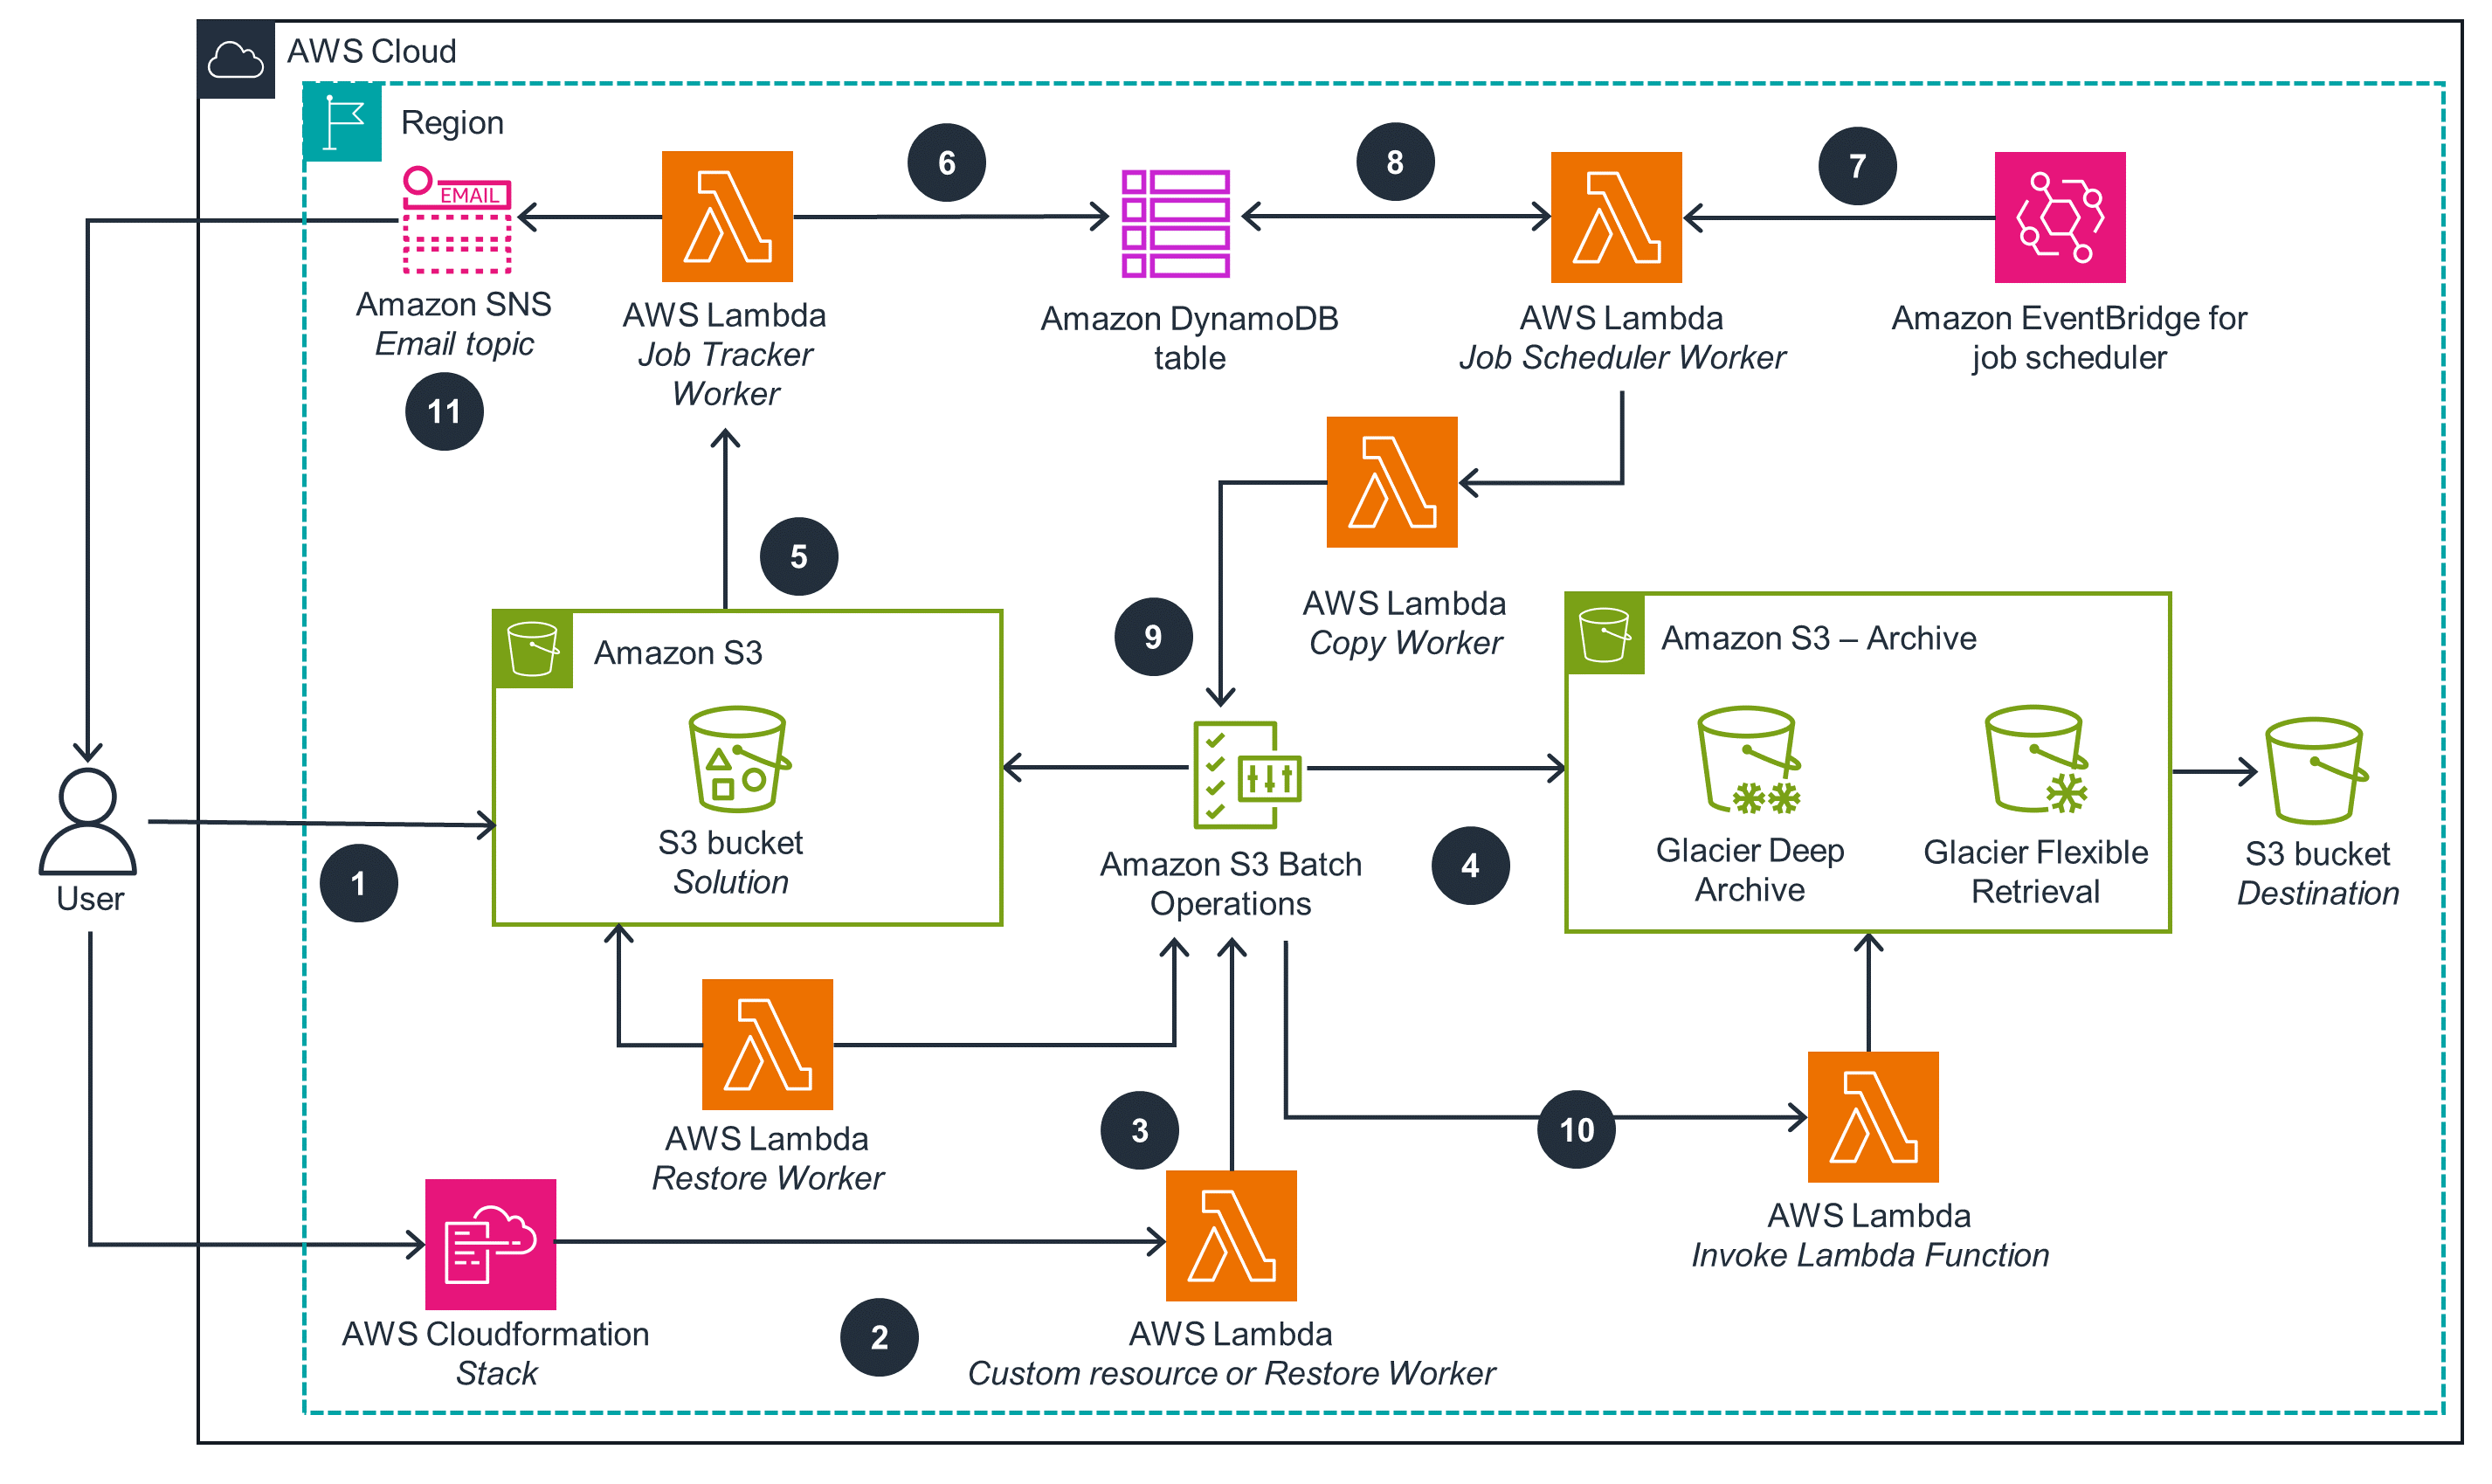 AWS Cloud
Region
EMAIL
Amazon SNS
Email topic
11
AWS Lambda
Job Tracker
Worker
6
Amazon DynamoDB
table
8
AWS Lambda
Job Scheduler Worker
7
Amazon EventBridge for
job scheduler
5
9
AWS Lambda
Copy Worker
Amazon S3
S3 bucket
Solution
Amazon S3 Batch
Operations
4
Amazon S3 – Archive
Glacier Deep
Archive
Glacier Flexible
Retrieval
S3 bucket
Destination
User
1
AWS Lambda
Restore Worker
3
10
AWS Lambda
Invoke Lambda Function
AWS Cloudformation
Stack
2
AWS Lambda
Custom resource or Restore Worker